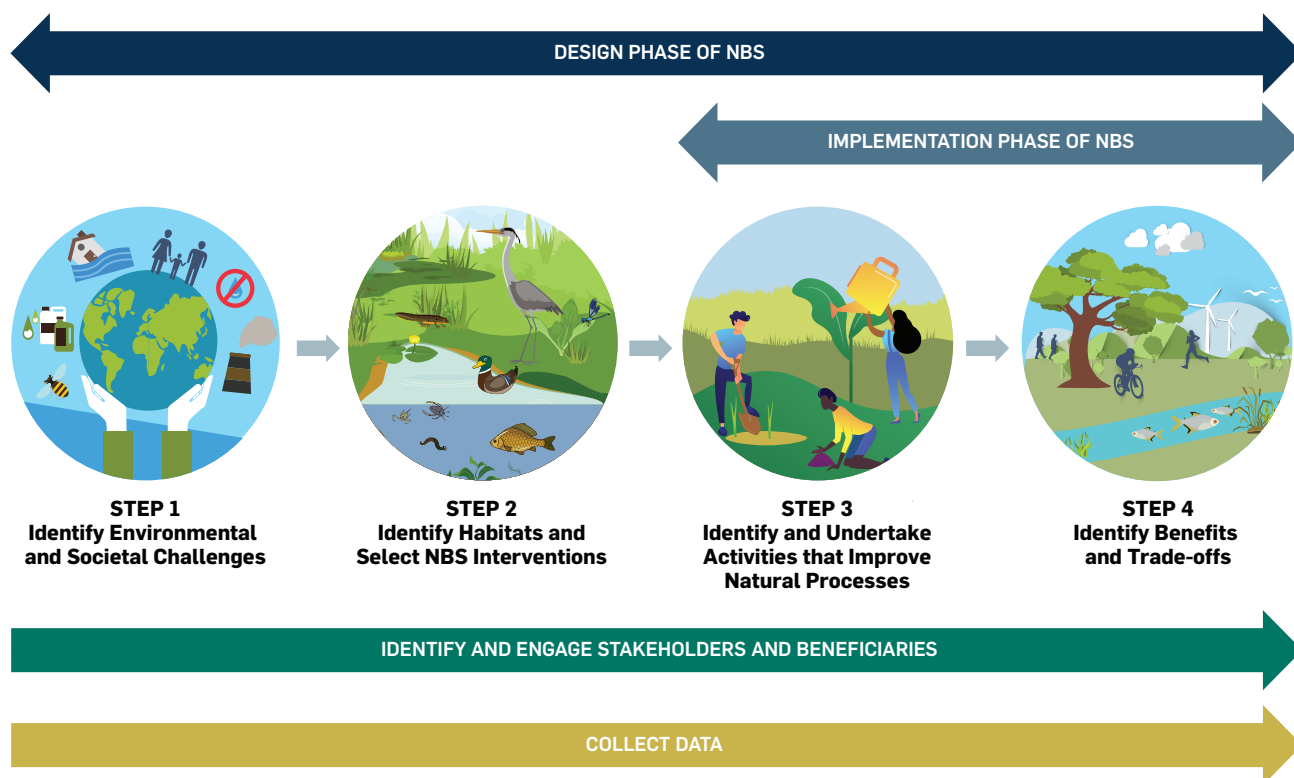 DESIGN PHASE OF NBS
IMPLEMENTATION PHASE OF NBS
STEP 1
Identify Environmental
and Societal Challenges
STEP 2
Identify Habitats and
Select NBS Interventions
STEP 3
Identify and Undertake
Activities that Improve
Natural Processes
STEP 4
Identify Benefits
and Trade-offs
IDENTIFY AND ENGAGE STAKEHOLDERS AND BENEFICIARIES
COLLECT DATA